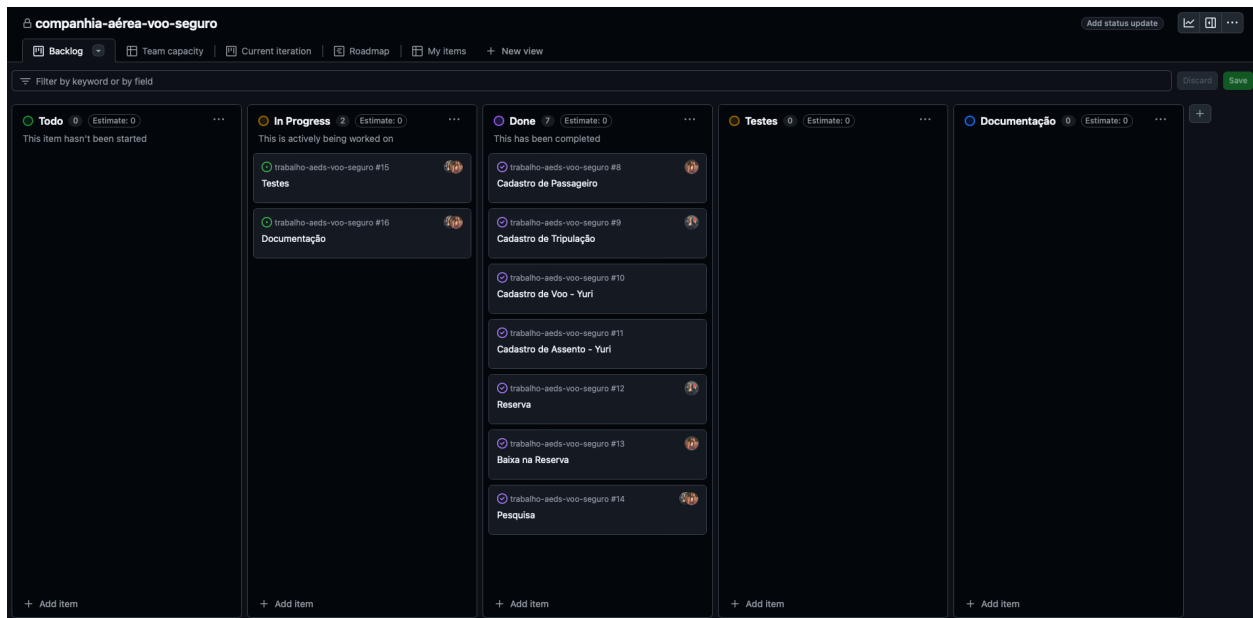 companhia-aérea-voo-seguro
Add status update
Backlog
Team capacity
Current iteration
Roadmap
My items
+ New view
Filter by keyword or by field
Discard
Save
Todo 0 Estimate: 0
This item hasn't been started
+ Add item
In Progress 2 Estimate: 0
This is actively being worked on
trabalho-aeds-voo-seguro #15
Testes
trabalho-aeds-voo-seguro #16
Documentação
+ Add item
Done 7 Estimate: 0
This has been completed
trabalho-aeds-voo-seguro #8
Cadastro de Passageiro
trabalho-aeds-voo-seguro #9
Cadastro de Tripulação
trabalho-aeds-voo-seguro #10
Cadastro de Voo - Yuri
trabalho-aeds-voo-seguro #11
Cadastro de Assento - Yuri
trabalho-aeds-voo-seguro #12
Reserva
trabalho-aeds-voo-seguro #13
Baixa na Reserva
trabalho-aeds-voo-seguro #14
Pesquisa
+ Add item
Testes 0 Estimate: 0
+ Add item
Documentação 0 Estimate: 0
+ Add item